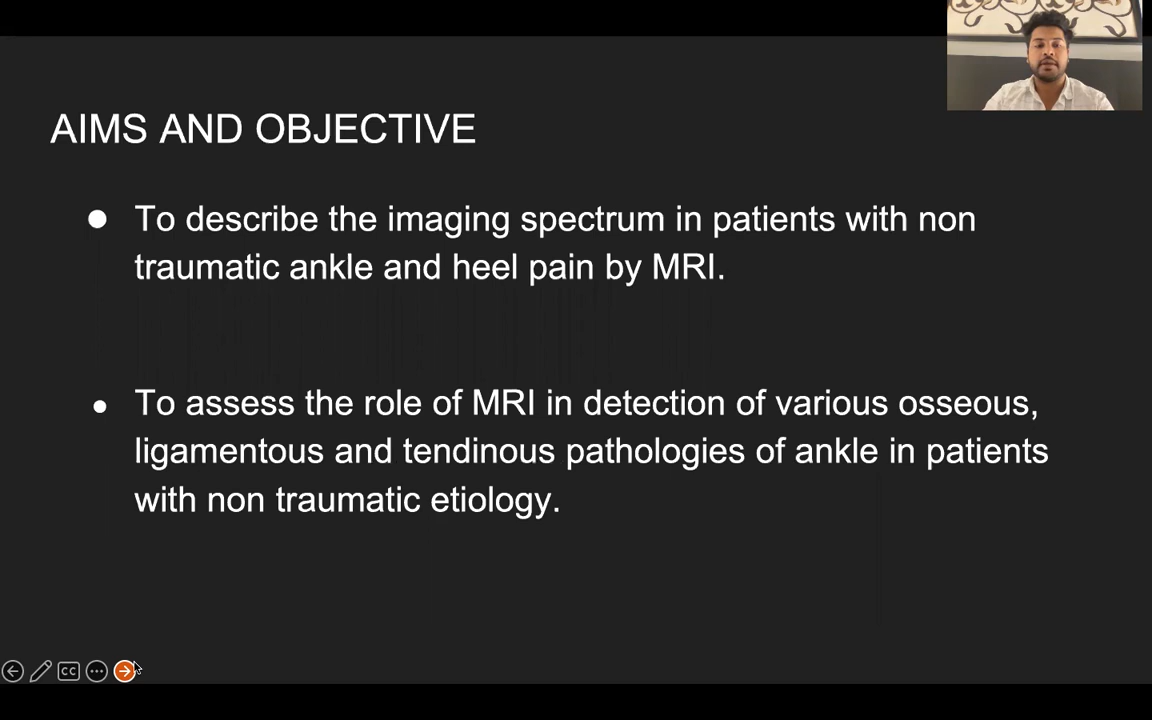 AIMS AND OBJECTIVE
● To describe the imaging spectrum in patients with non
traumatic ankle and heel pain by MRI.
● To assess the role of MRI in detection of various osseous,
ligamentous and tendinous pathologies of ankle in patients
with non traumatic etiology.
CC